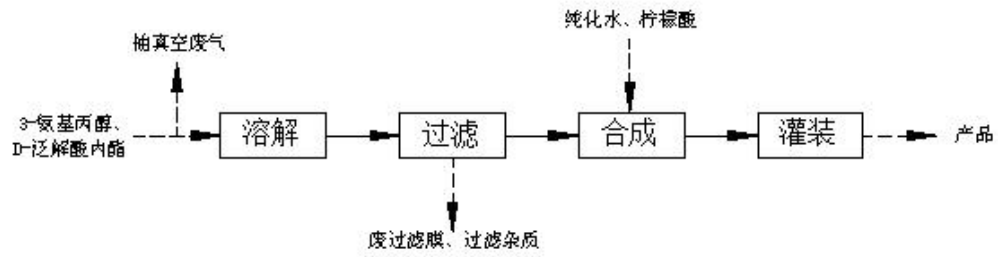 纯化水、柠檬酸
抽真空废气
3-氨基丙醇、
D-泛解酸内酯
溶解
过滤
合成
灌装
产品
废过滤膜、过滤杂质